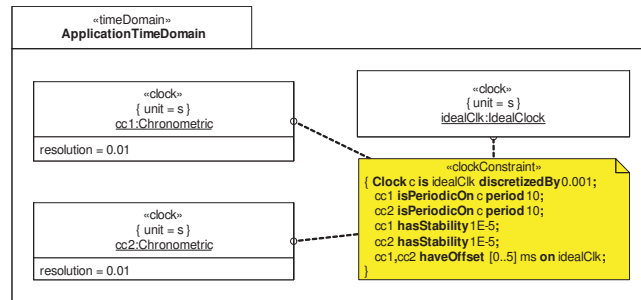 «timeDomain»
ApplicationTimeDomain
«clock»
{ unit = s }
cc1:Chronometric
resolution = 0.01
«clock»
{ unit = s }
idealClk:IdealClock
«clock»
{ unit = s }
cc2:Chronometric
resolution = 0.01
«clockConstraint»
{ Clock c is idealClk discretizedBy 0.001;
cc1 isPeriodicOn c period 10;
cc2 isPeriodicOn c period 10;
cc1 hasStability 1E-5;
cc2 hasStability 1E-5;
cc1,cc2 haveOffset [0..5] ms on idealClk;
}